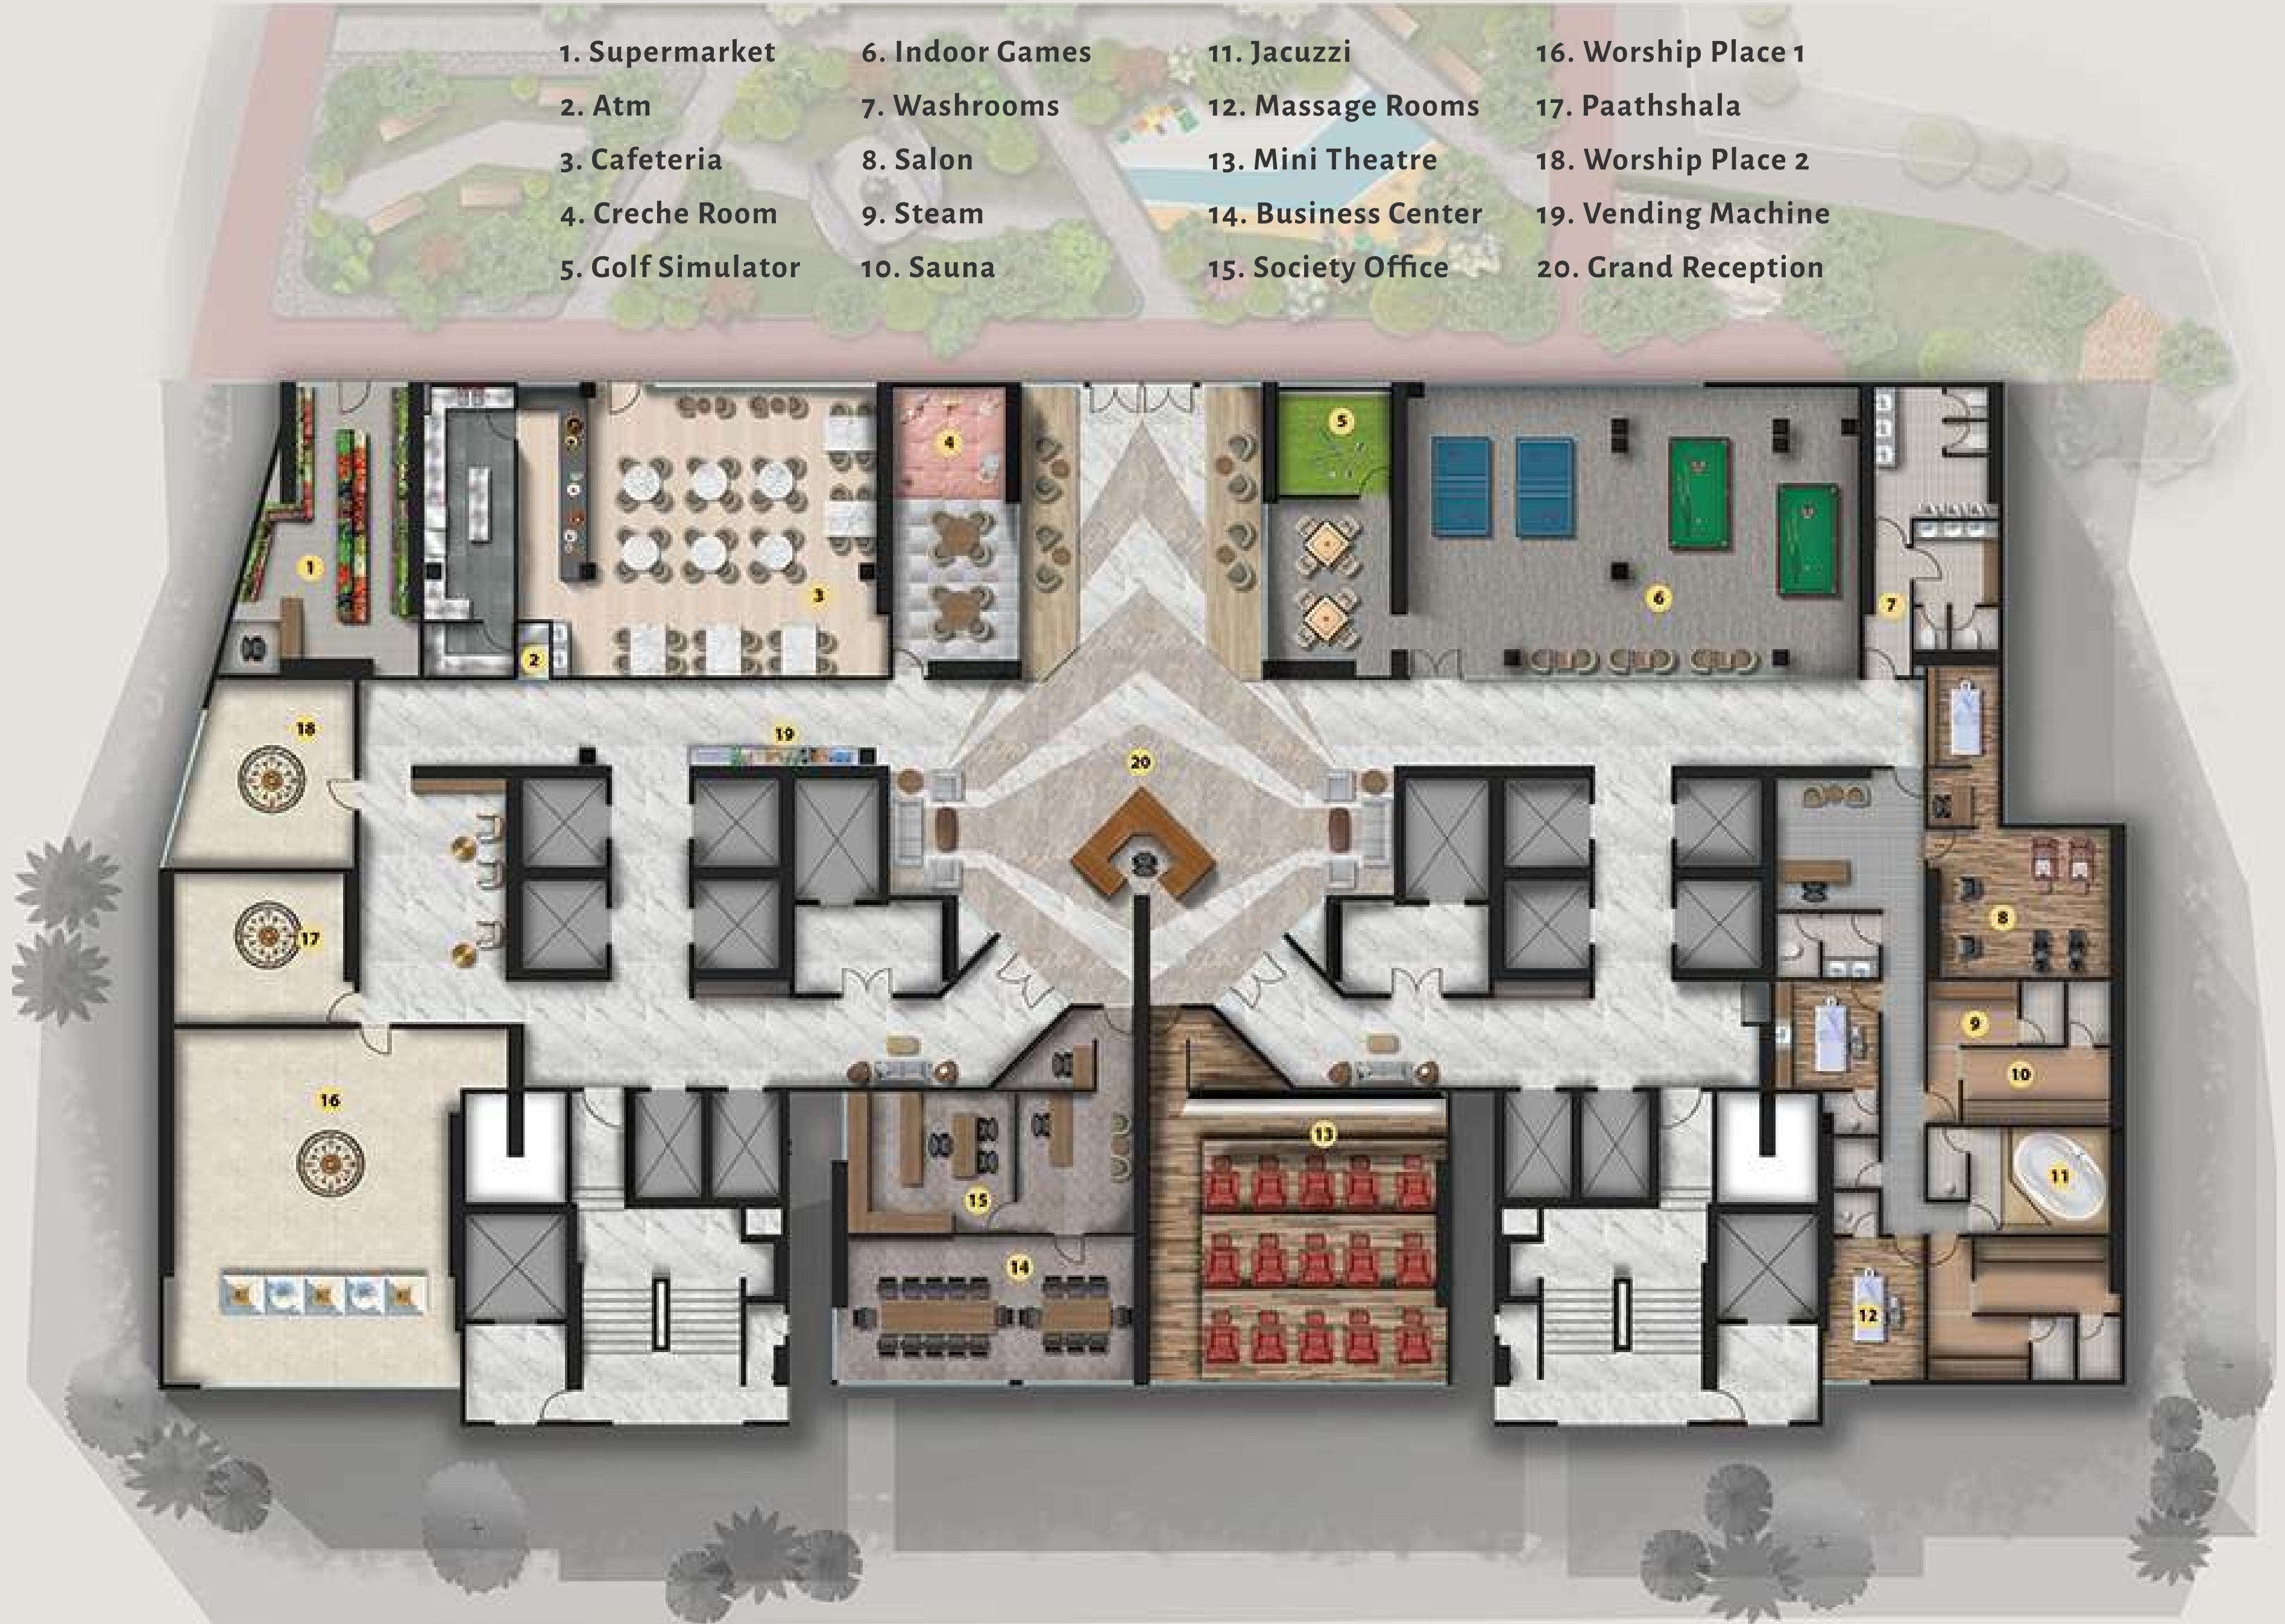 1. Supermarket
2. Atm
3. Cafeteria
4. Creche Room
5. Golf Simulator
6. Indoor Games
7. Washrooms
8. Salon
9. Steam
10. Sauna
11. Jacuzzi
12. Massage Rooms
13. Mini Theatre
14. Business Center
15. Society Office
16. Worship Place 1
17. Paathshala
18. Worship Place 2
19. Vending Machine
20. Grand Reception
5
4
1
3
6
7
2
18
19
20
8
17
9
10
16
13
11
15
14
12